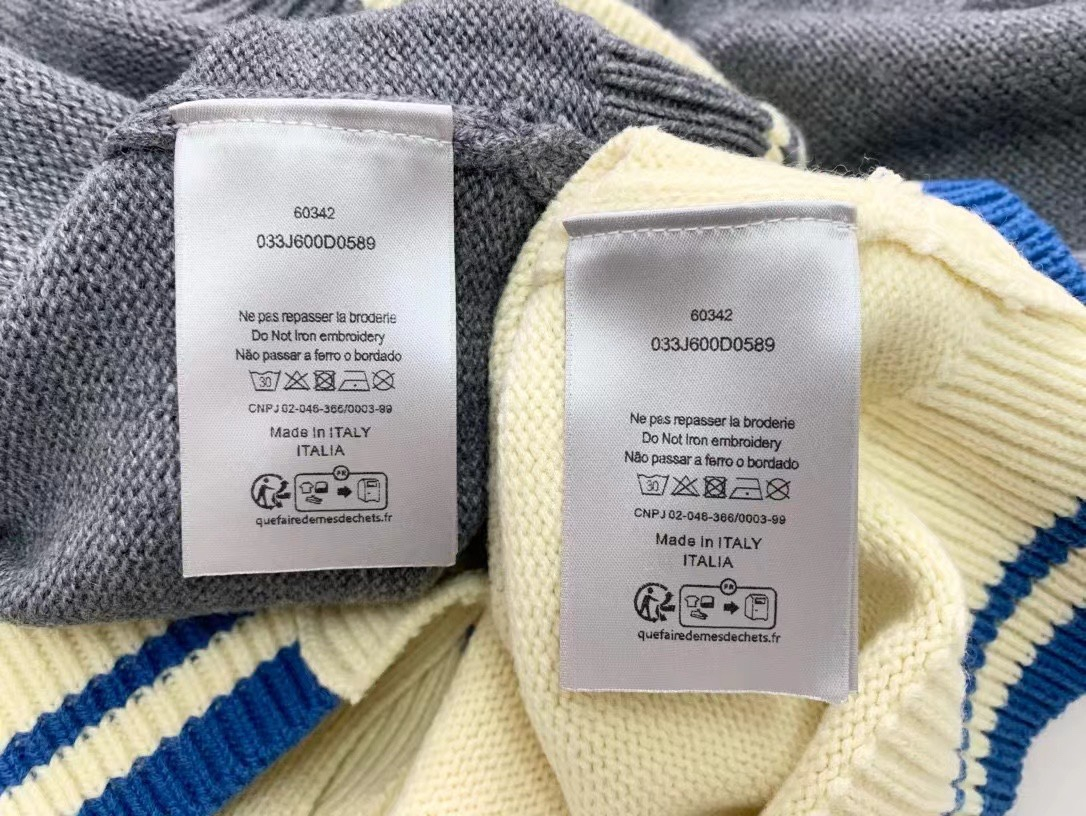 60342
033J600D0589
Ne pas repasser la broderie
Do Not Iron embroidery
Não passar a ferro o bordado
30
CNPJ 02-046-366/0003-99
Made in ITALY
ITALIA
FR
quefairedemesdechets.fr
60342
033J600D0589
Ne pas repasser la broderie
Do Not Iron embroidery
Não passar a ferro o bordado
30
CNPJ 02-046-366/0003-99
Made in ITALY
ITALIA
FR
quefairedemesdechets.fr